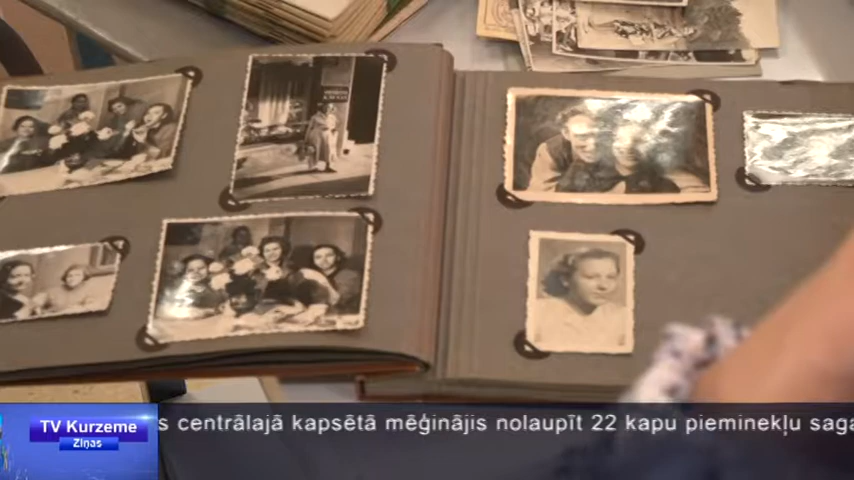 TV Kurzeme
Ziņas
s centrālajā kapsētā mēģinājis nolaupīt 22 kapu pieminekļu saga